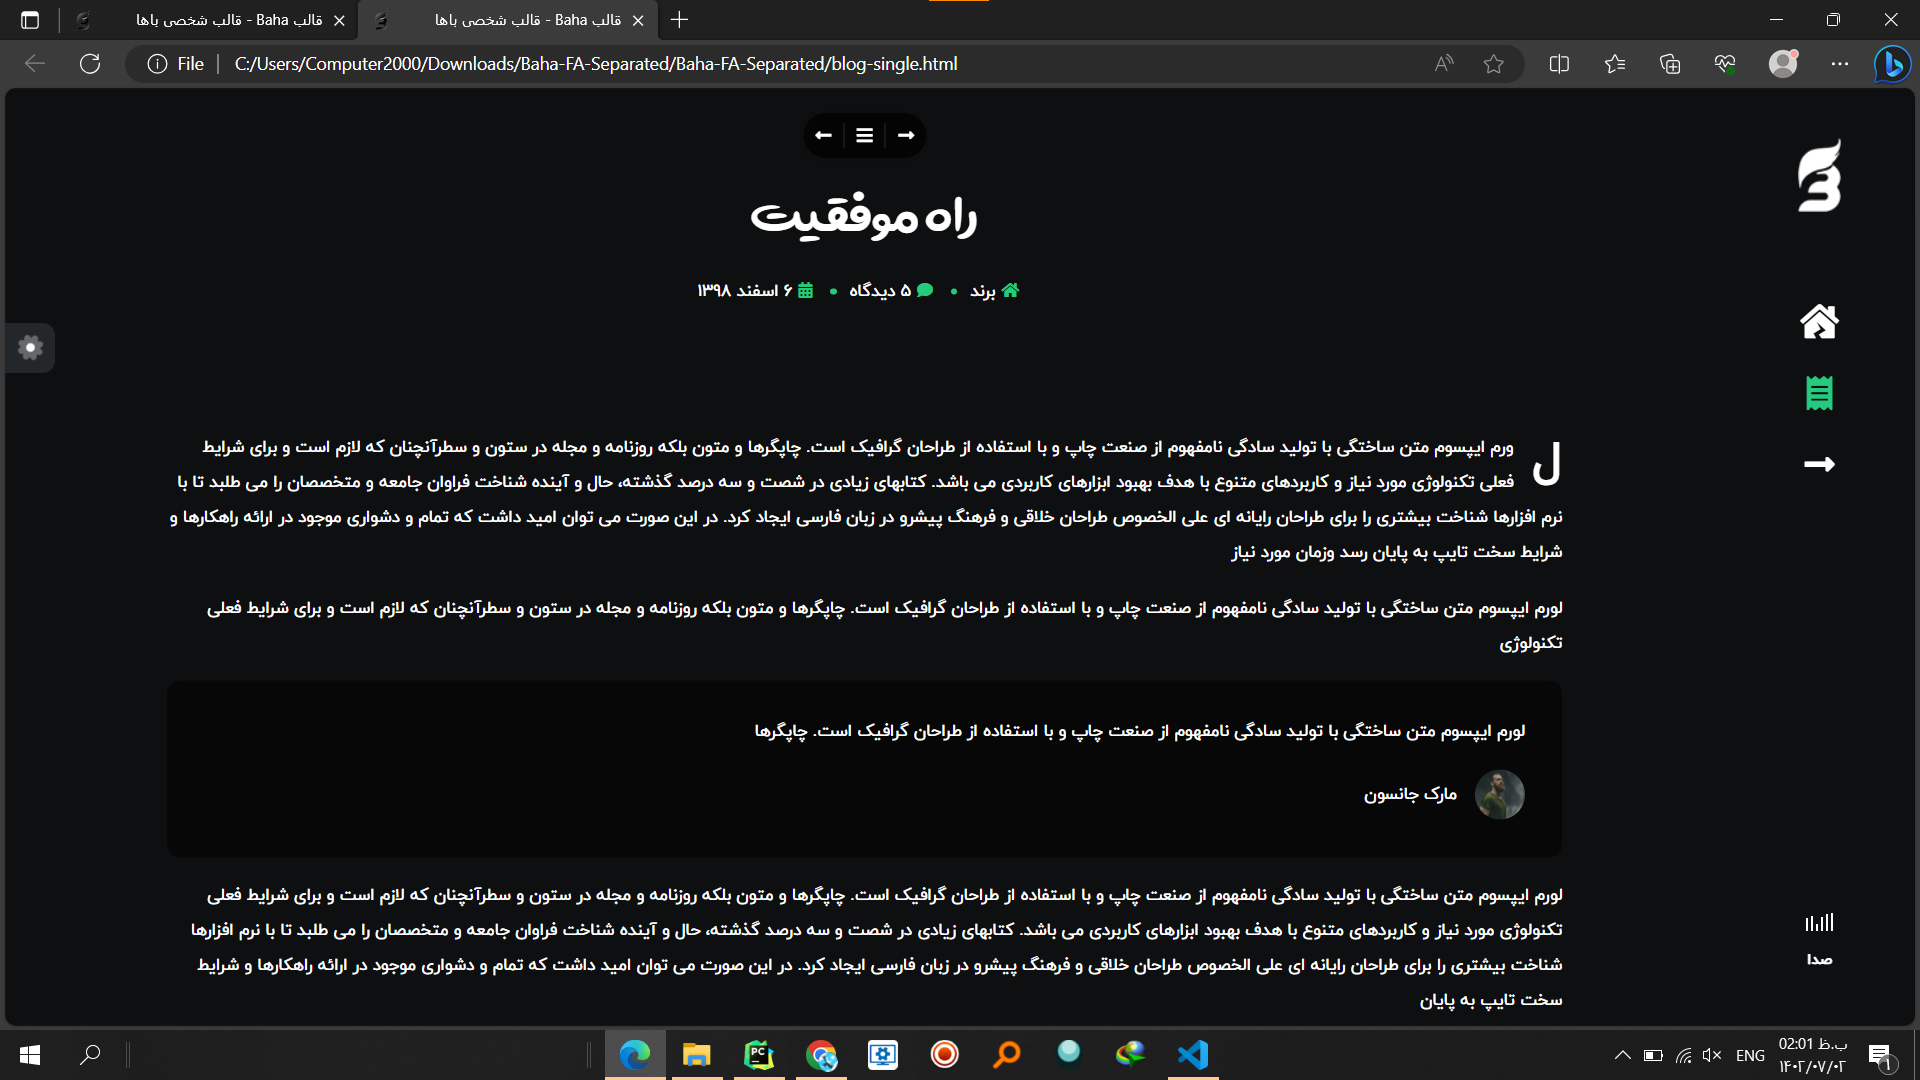 قالب Baha - قالب شخصی باها
قالب Baha - قالب شخصی باها
File
C:/Users/Computer2000/Downloads/Baha-FA-Separated/Baha-FA-Separated/blog-single.html
راه موفقیت
برند • ۵ دیدگاه • ۶ اسفند ۱۳۹۸
لورم ایپسوم متن ساختگی با تولید سادگی نامفهوم از صنعت چاپ و با استفاده از طراحان گرافیک است. چاپگرها و متون بلکه روزنامه و مجله در ستون و سطرآنچنان که لازم است و برای شرایط
فعلی تکنولوژی مورد نیاز و کاربردهای متنوع با هدف بهبود ابزارهای کاربردی می باشد. کتابهای زیادی در شصت و سه درصد گذشته، حال و آینده شناخت فراوان جامعه و متخصصان را می طلبد تا با
نرم افزارها شناخت بیشتری را برای طراحان رایانه ای علی الخصوص طراحان خلاقی و فرهنگ پیشرو در زبان فارسی ایجاد کرد. در این صورت می توان امید داشت که تمام و دشواری موجود در ارائه راهکارها و
شرایط سخت تایپ به پایان رسد وزمان مورد نیاز
لورم ایپسوم متن ساختگی با تولید سادگی نامفهوم از صنعت چاپ و با استفاده از طراحان گرافیک است. چاپگرها و متون بلکه روزنامه و مجله در ستون و سطرآنچنان که لازم است و برای شرایط فعلی
تکنولوژی
لورم ایپسوم متن ساختگی با تولید سادگی نامفهوم از صنعت چاپ و با استفاده از طراحان گرافیک است. چاپگرها
مارک جانسون
لورم ایپسوم متن ساختگی با تولید سادگی نامفهوم از صنعت چاپ و با استفاده از طراحان گرافیک است. چاپگرها و متون بلکه روزنامه و مجله در ستون و سطرآنچنان که لازم است و برای شرایط فعلی
تکنولوژی مورد نیاز و کاربردهای متنوع با هدف بهبود ابزارهای کاربردی می باشد. کتابهای زیادی در شصت و سه درصد گذشته، حال و آینده شناخت فراوان جامعه و متخصصان را می طلبد تا با نرم افزارها
شناخت بیشتری را برای طراحان رایانه ای علی الخصوص طراحان خلاقی و فرهنگ پیشرو در زبان فارسی ایجاد کرد. در این صورت می توان امید داشت که تمام و دشواری موجود در ارائه راهکارها و شرایط
سخت تایپ به پایان
صدا
ENG
02:01 ب.ظ
۱۴۰۲/۰۷/۰۲
۱